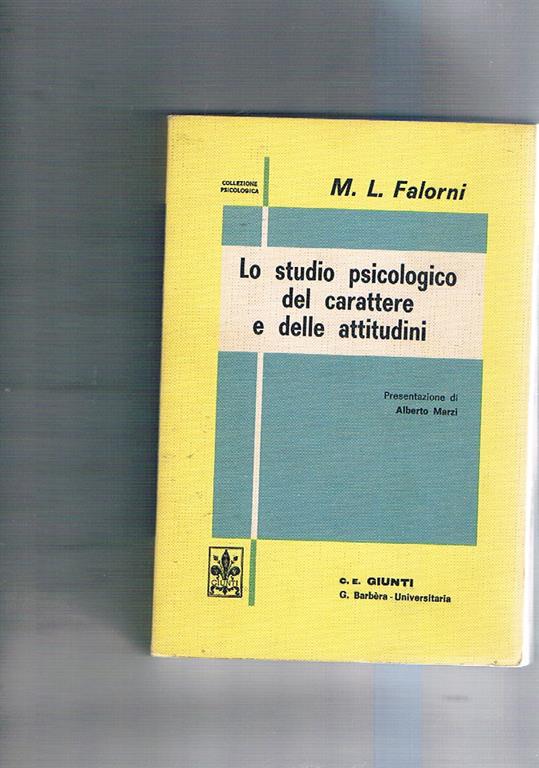 COLLEZIONE
PSICOLOGICA
M. L. Falorni
Lo studio psicologico
del carattere
e delle attitudini
Presentazione di
Alberto Marzi
GIUNTI
C. E. GIUNTI
G. Barbèra - Universitaria